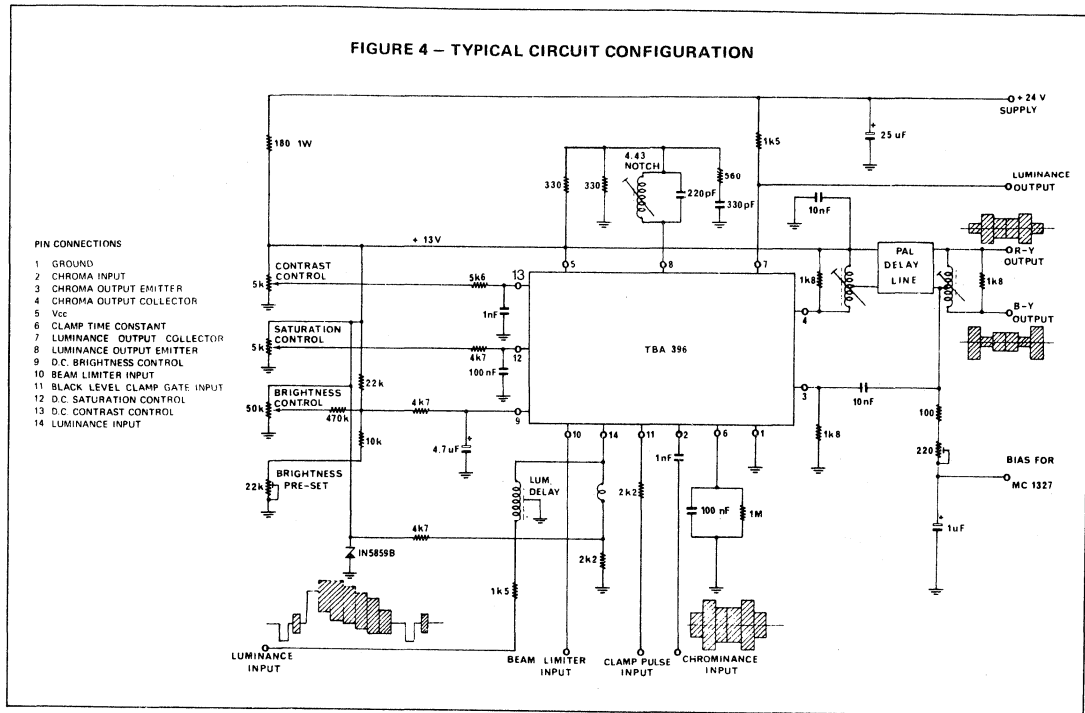 FIGURE 4 – TYPICAL CIRCUIT CONFIGURATION
+ 24 V
SUPPLY
180 1W
1k5
25 uF
4.43
NOTCH
330
330
220pF
560
330pF
LUMINANCE
OUTPUT
10nF
PIN CONNECTIONS
1 GROUND
2 CHROMA INPUT
3 CHROMA OUTPUT EMITTER
4 CHROMA OUTPUT COLLECTOR
5 Vcc
6 CLAMP TIME CONSTANT
7 LUMINANCE OUTPUT COLLECTOR
8 LUMINANCE OUTPUT EMITTER
9 D.C. BRIGHTNESS CONTROL
10 BEAM LIMITER INPUT
11 BLACK LEVEL CLAMP GATE INPUT
12 D.C. SATURATION CONTROL
13 D.C. CONTRAST CONTROL
14 LUMINANCE INPUT
+ 13V
CONTRAST
CONTROL
5k
5k6
13
1nF
5
8
7
PAL
DELAY
LINE
R-Y
OUTPUT
1k8
1k8
4
B-Y
OUTPUT
SATURATION
CONTROL
5k
4k7
12
100 nF
TBA 396
22k
BRIGHTNESS
CONTROL
50k
470k
4k7
9
3
10nF
10k
4.7uF
10
14
11
2
6
1
1k8
100
BRIGHTNESS
PRE-SET
22k
LUM.
DELAY
1nF
2k2
220
BIAS FOR
MC 1327
100 nF
1M
1uF
4k7
IN5859B
2k2
1k5
LUMINANCE
INPUT
BEAM LIMITER
INPUT
CLAMP PULSE
INPUT
CHROMINANCE
INPUT